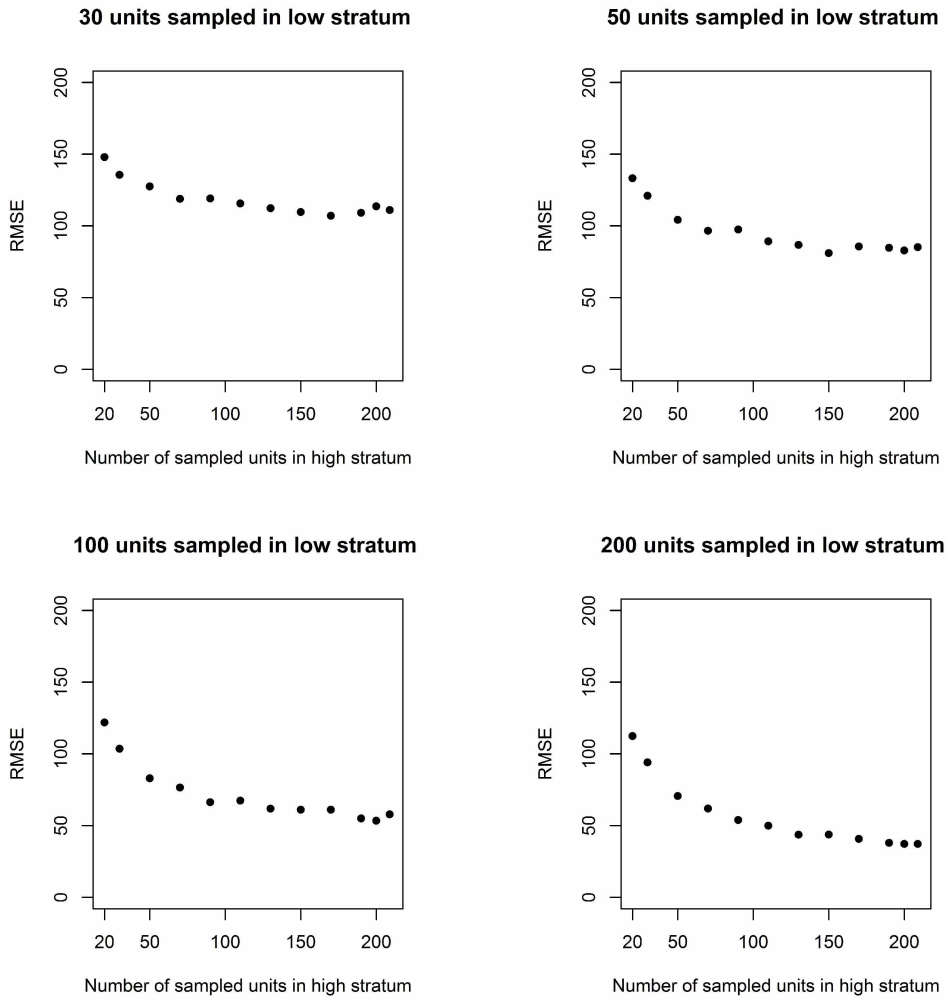 30 units sampled in low stratum
RMSE
200
150
100
50
0
20 50 100 150 200
Number of sampled units in high stratum
50 units sampled in low stratum
RMSE
200
150
100
50
0
20 50 100 150 200
Number of sampled units in high stratum
100 units sampled in low stratum
RMSE
200
150
100
50
0
20 50 100 150 200
Number of sampled units in high stratum
200 units sampled in low stratum
RMSE
200
150
100
50
0
20 50 100 150 200
Number of sampled units in high stratum